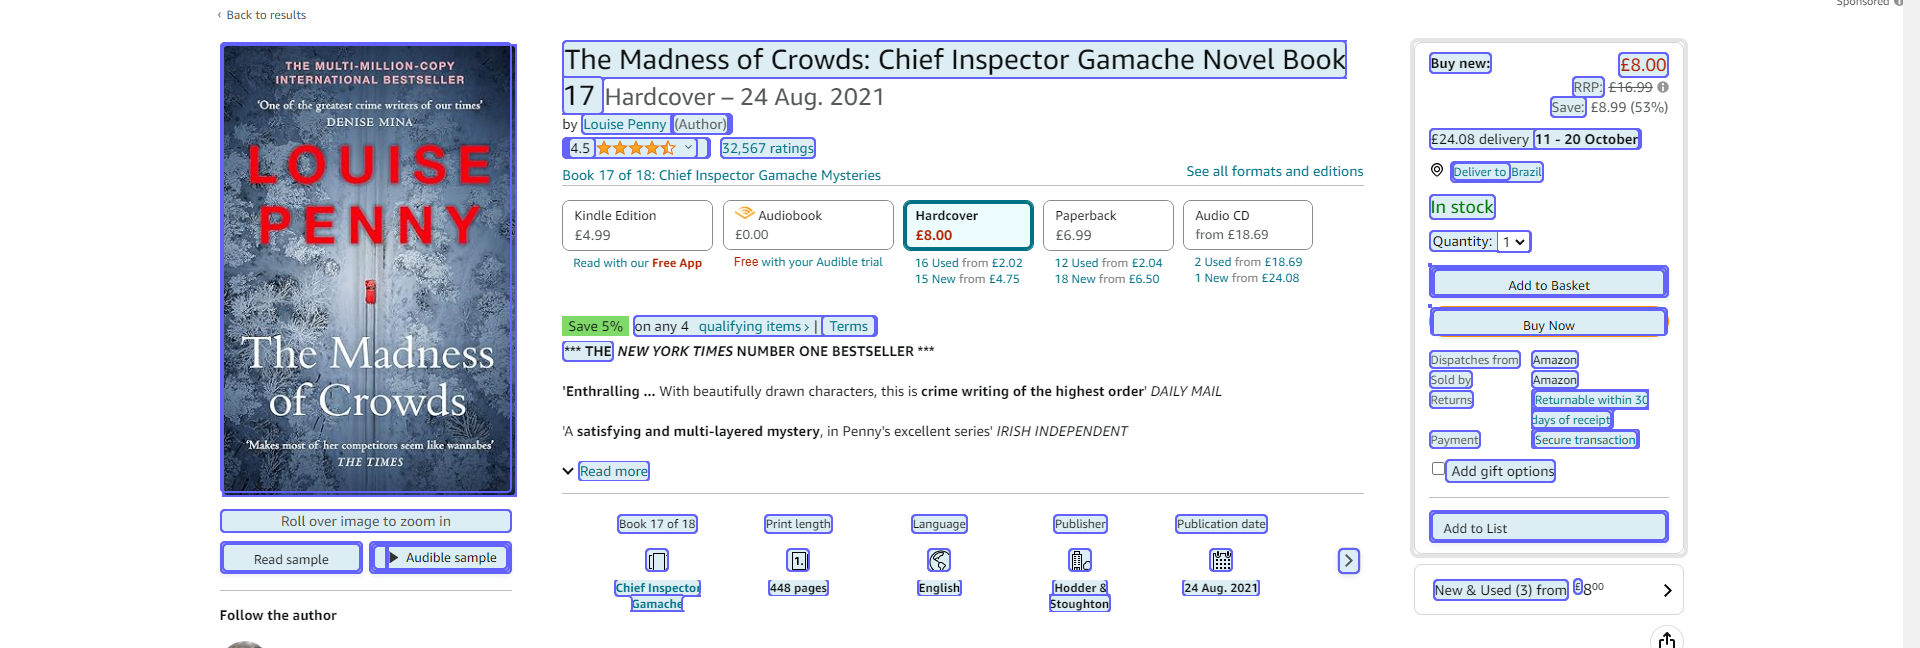 ‹ Back to results
Sponsored
THE MULTI-MILLION-COPY
INTERNATIONAL BESTSELLER
'One of the greatest crime writers of our times'
DENISE MINA
LOUISE
PENNY
The Madness
of Crowds
'Makes most of her competitors seem like wannabes'
THE TIMES
Roll over image to zoom in
Read sample
Audible sample
Follow the author
The Madness of Crowds: Chief Inspector Gamache Novel Book
17 Hardcover – 24 Aug. 2021
by Louise Penny (Author)
4.5 32,567 ratings
Book 17 of 18: Chief Inspector Gamache Mysteries
See all formats and editions
Kindle Edition
£4.99
Read with our Free App
Audiobook
£0.00
Free with your Audible trial
Hardcover
£8.00
16 Used from £2.02
15 New from £4.75
Paperback
£6.99
12 Used from £2.04
18 New from £6.50
Audio CD
from £18.69
2 Used from £18.69
1 New from £24.08
Save 5% on any 4 qualifying items › | Terms
*** THE NEW YORK TIMES NUMBER ONE BESTSELLER ***
'Enthralling ... With beautifully drawn characters, this is crime writing of the highest order' DAILY MAIL
'A satisfying and multi-layered mystery, in Penny's excellent series' IRISH INDEPENDENT
Read more
Book 17 of 18
Chief Inspector
Gamache
Print length
1.
448 pages
Language
English
Publisher
Hodder &
Stoughton
Publication date
24 Aug. 2021
Buy new: £8.00
RRP: £16.99
Save: £8.99 (53%)
£24.08 delivery 11 - 20 October
Deliver to Brazil
In stock
Quantity: 1
Add to Basket
Buy Now
Dispatches from Amazon
Sold by Amazon
Returns Returnable within 30
days of receipt
Payment Secure transaction
Add gift options
Add to List
New & Used (3) from £8⁰⁰